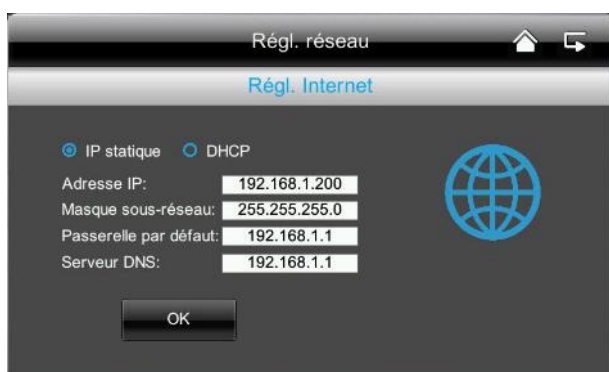 Régl. réseau
Régl. Internet
IP statique DHCP
Adresse IP: 192.168.1.200
Masque sous-réseau: 255.255.255.0
Passerelle par défaut: 192.168.1.1
Serveur DNS: 192.168.1.1
OK